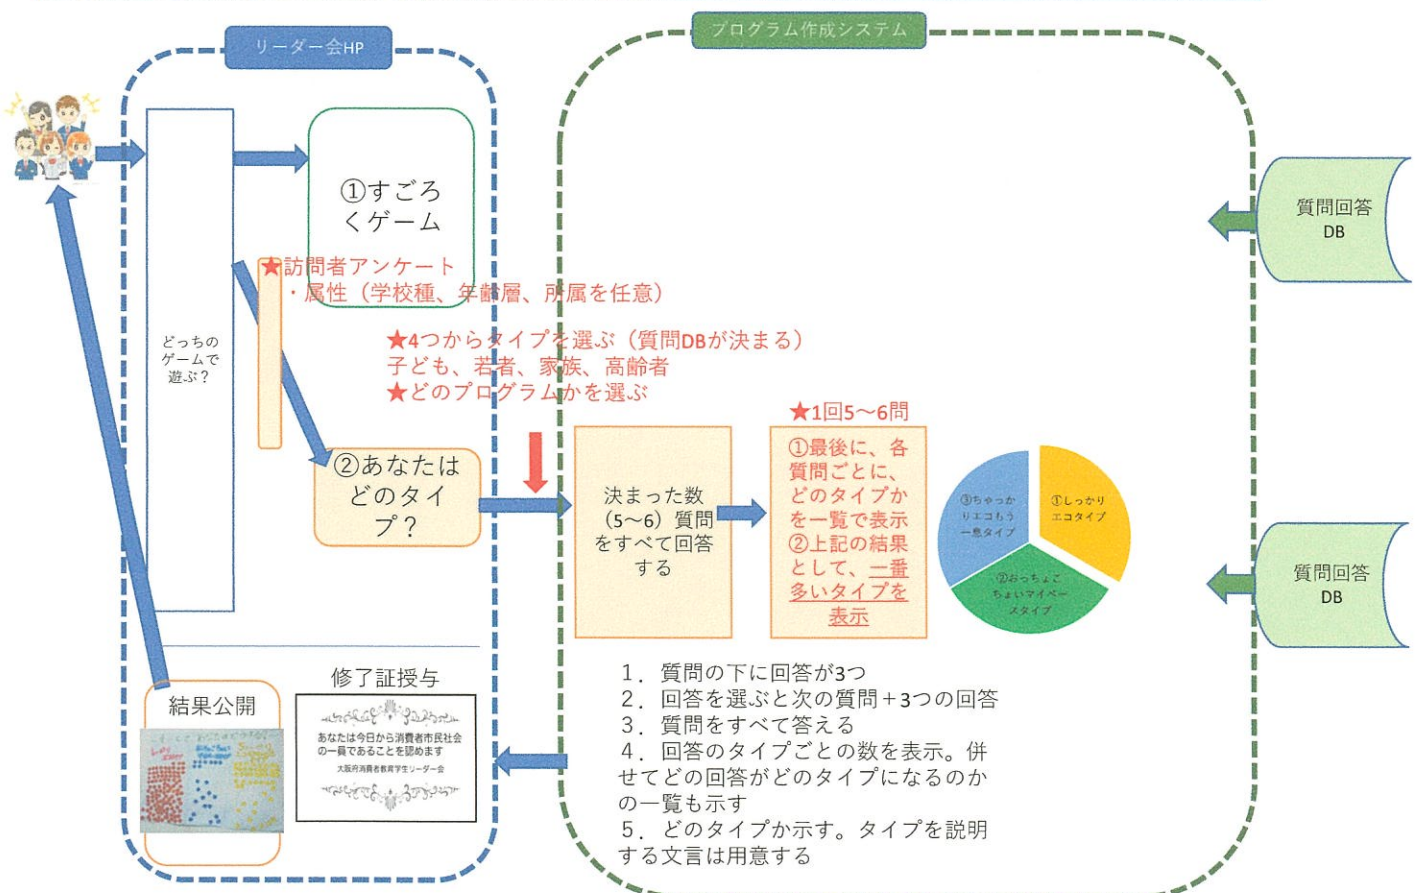 リーダー会HP
プログラム作成システム
①すごろ
くゲーム
質問回答
DB
★訪問者アンケート
・属性（学校種、年齢層、所属を任意）
どっちの
ゲームで
遊ぶ？
★4つからタイプを選ぶ（質問DBが決まる）
子ども、若者、家族、高齢者
★どのプログラムかを選ぶ
②あなたは
どのタイ
プ？
決まった数
（5～6）質問
をすべて回答
する
★1回5～6問
①最後に、各
質問ごとに、
どのタイプか
を一覧で表示
②上記の結果
として、一番
多いタイプを
表示
③ちゃっか
りエコもう
一息タイプ
①しっかり
エコタイプ
②おっちょこ
ちょいマイペー
スタイプ
質問回答
DB
結果公開
修了証授与
あなたは今日から消費者市民社会
の一員であることを認めます
大阪府消費者教育学生リーダー会
1．質問の下に回答が3つ
2．回答を選ぶと次の質問＋3つの回答
3．質問をすべて答える
4．回答のタイプごとの数を表示。併
せてどの回答がどのタイプになるのか
の一覧も示す
5．どのタイプか示す。タイプを説明
する文言は用意する